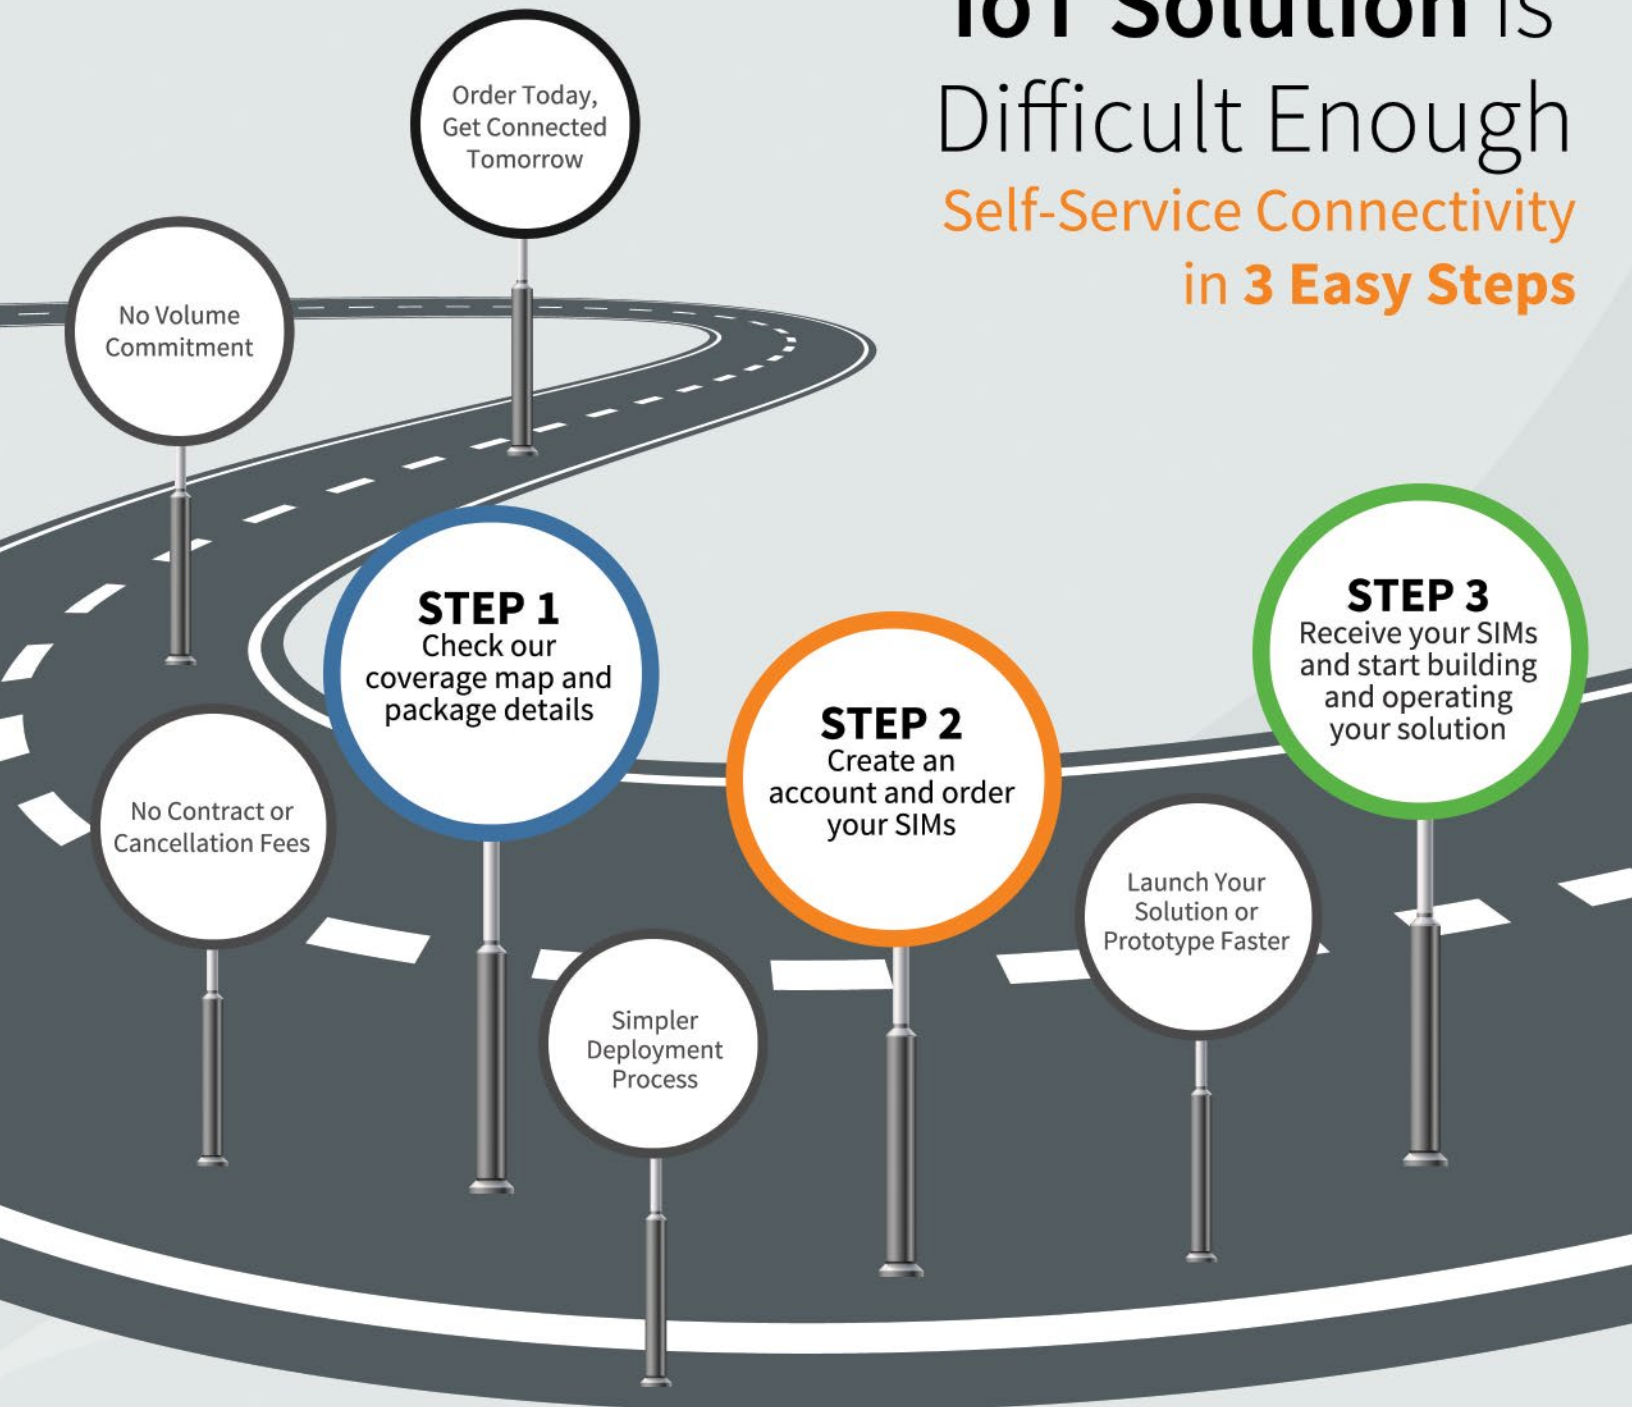 IoT Solution is
Difficult Enough
Self-Service Connectivity
in 3 Easy Steps
Order Today,
Get Connected
Tomorrow
No Volume
Commitment
STEP 1
Check our
coverage map and
package details
STEP 2
Create an
account and order
your SIMs
STEP 3
Receive your SIMs
and start building
and operating
your solution
No Contract or
Cancellation Fees
Simpler
Deployment
Process
Launch Your
Solution or
Prototype Faster